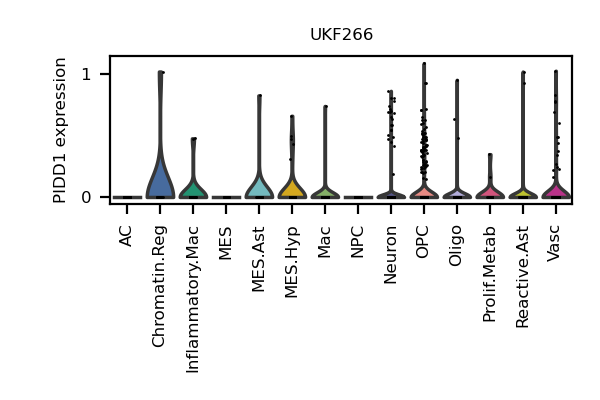 UKF266
PIDD1 expression
1
0
AC
Chromatin.Reg
Inflammatory.Mac
MES
MES.Ast
MES.Hyp
Mac
NPC
Neuron
OPC
Oligo
Prolif.Metab
Reactive.Ast
Vasc